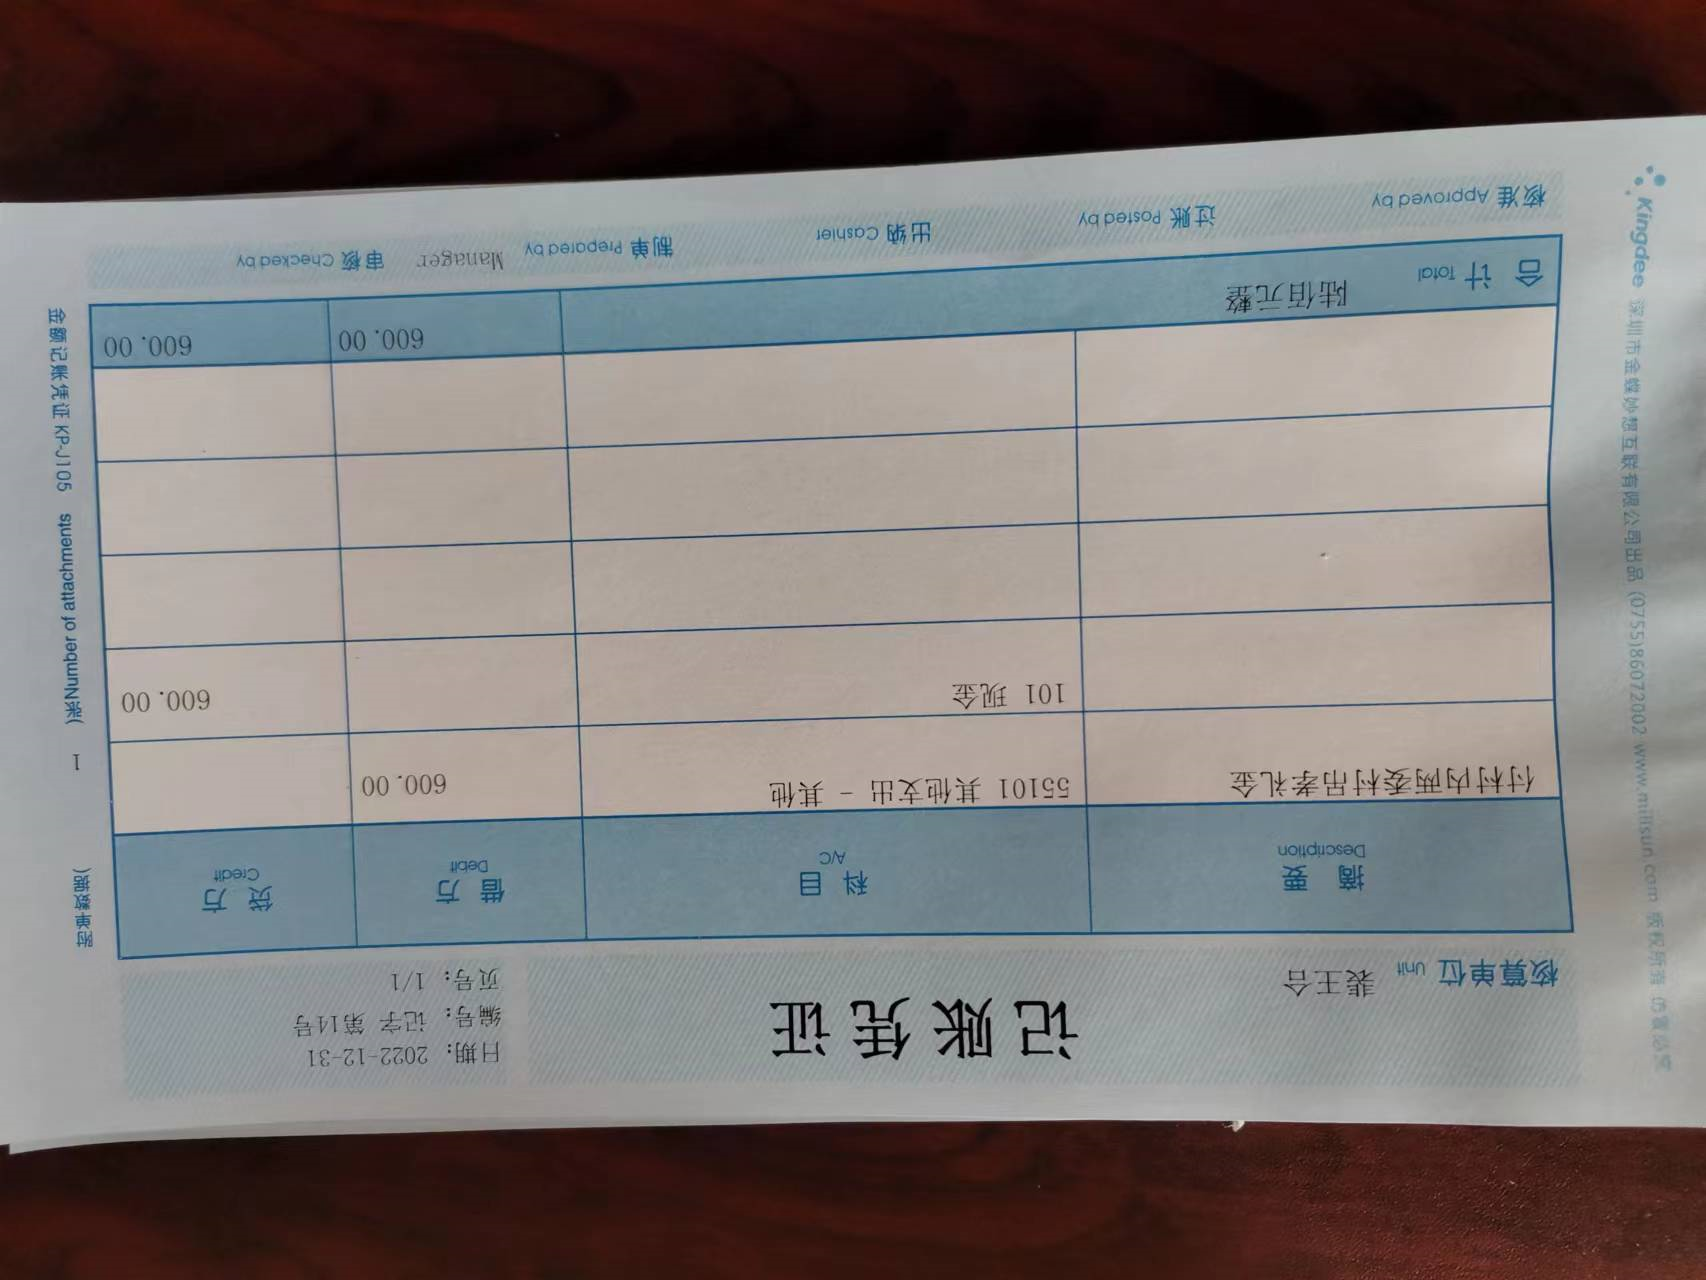 记账凭证
日期：2022-12-31
编号：记字 第14号
页号：1/1
核算单位 Unit 裴王合
摘要 Description 科目 A/C 借方 Debit 贷方 Credit
付村内两委村吊孝礼金 55101 其他支出 - 其他 600.00
101 现金 600.00
合计 Total 陆佰元整 600.00 600.00
核准 Approved by 过账 Posted by 出纳 Cashier 制单 Prepared by Manager 审核 Checked by
附单数据） 1 张）Number of attachments 金额记账凭证 KP-J105
Kingdee 深圳市金蝶妙想互联有限公司出品 (0755)86072002 www.millsun.com 版权所有